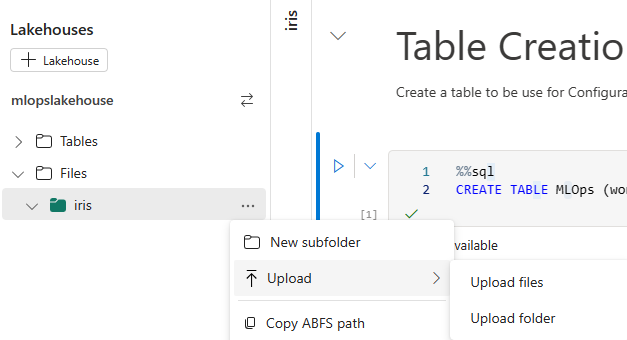 Lakehouses
Lakehouse
mlopslakehouse
Tables
Files
iris
iris
Table Creatio
Create a table to be use for Configura
1 %%sql
2 CREATE TABLE MLOps (wo
[1]
vailable
New subfolder
Upload
Copy ABFS path
Upload files
Upload folder